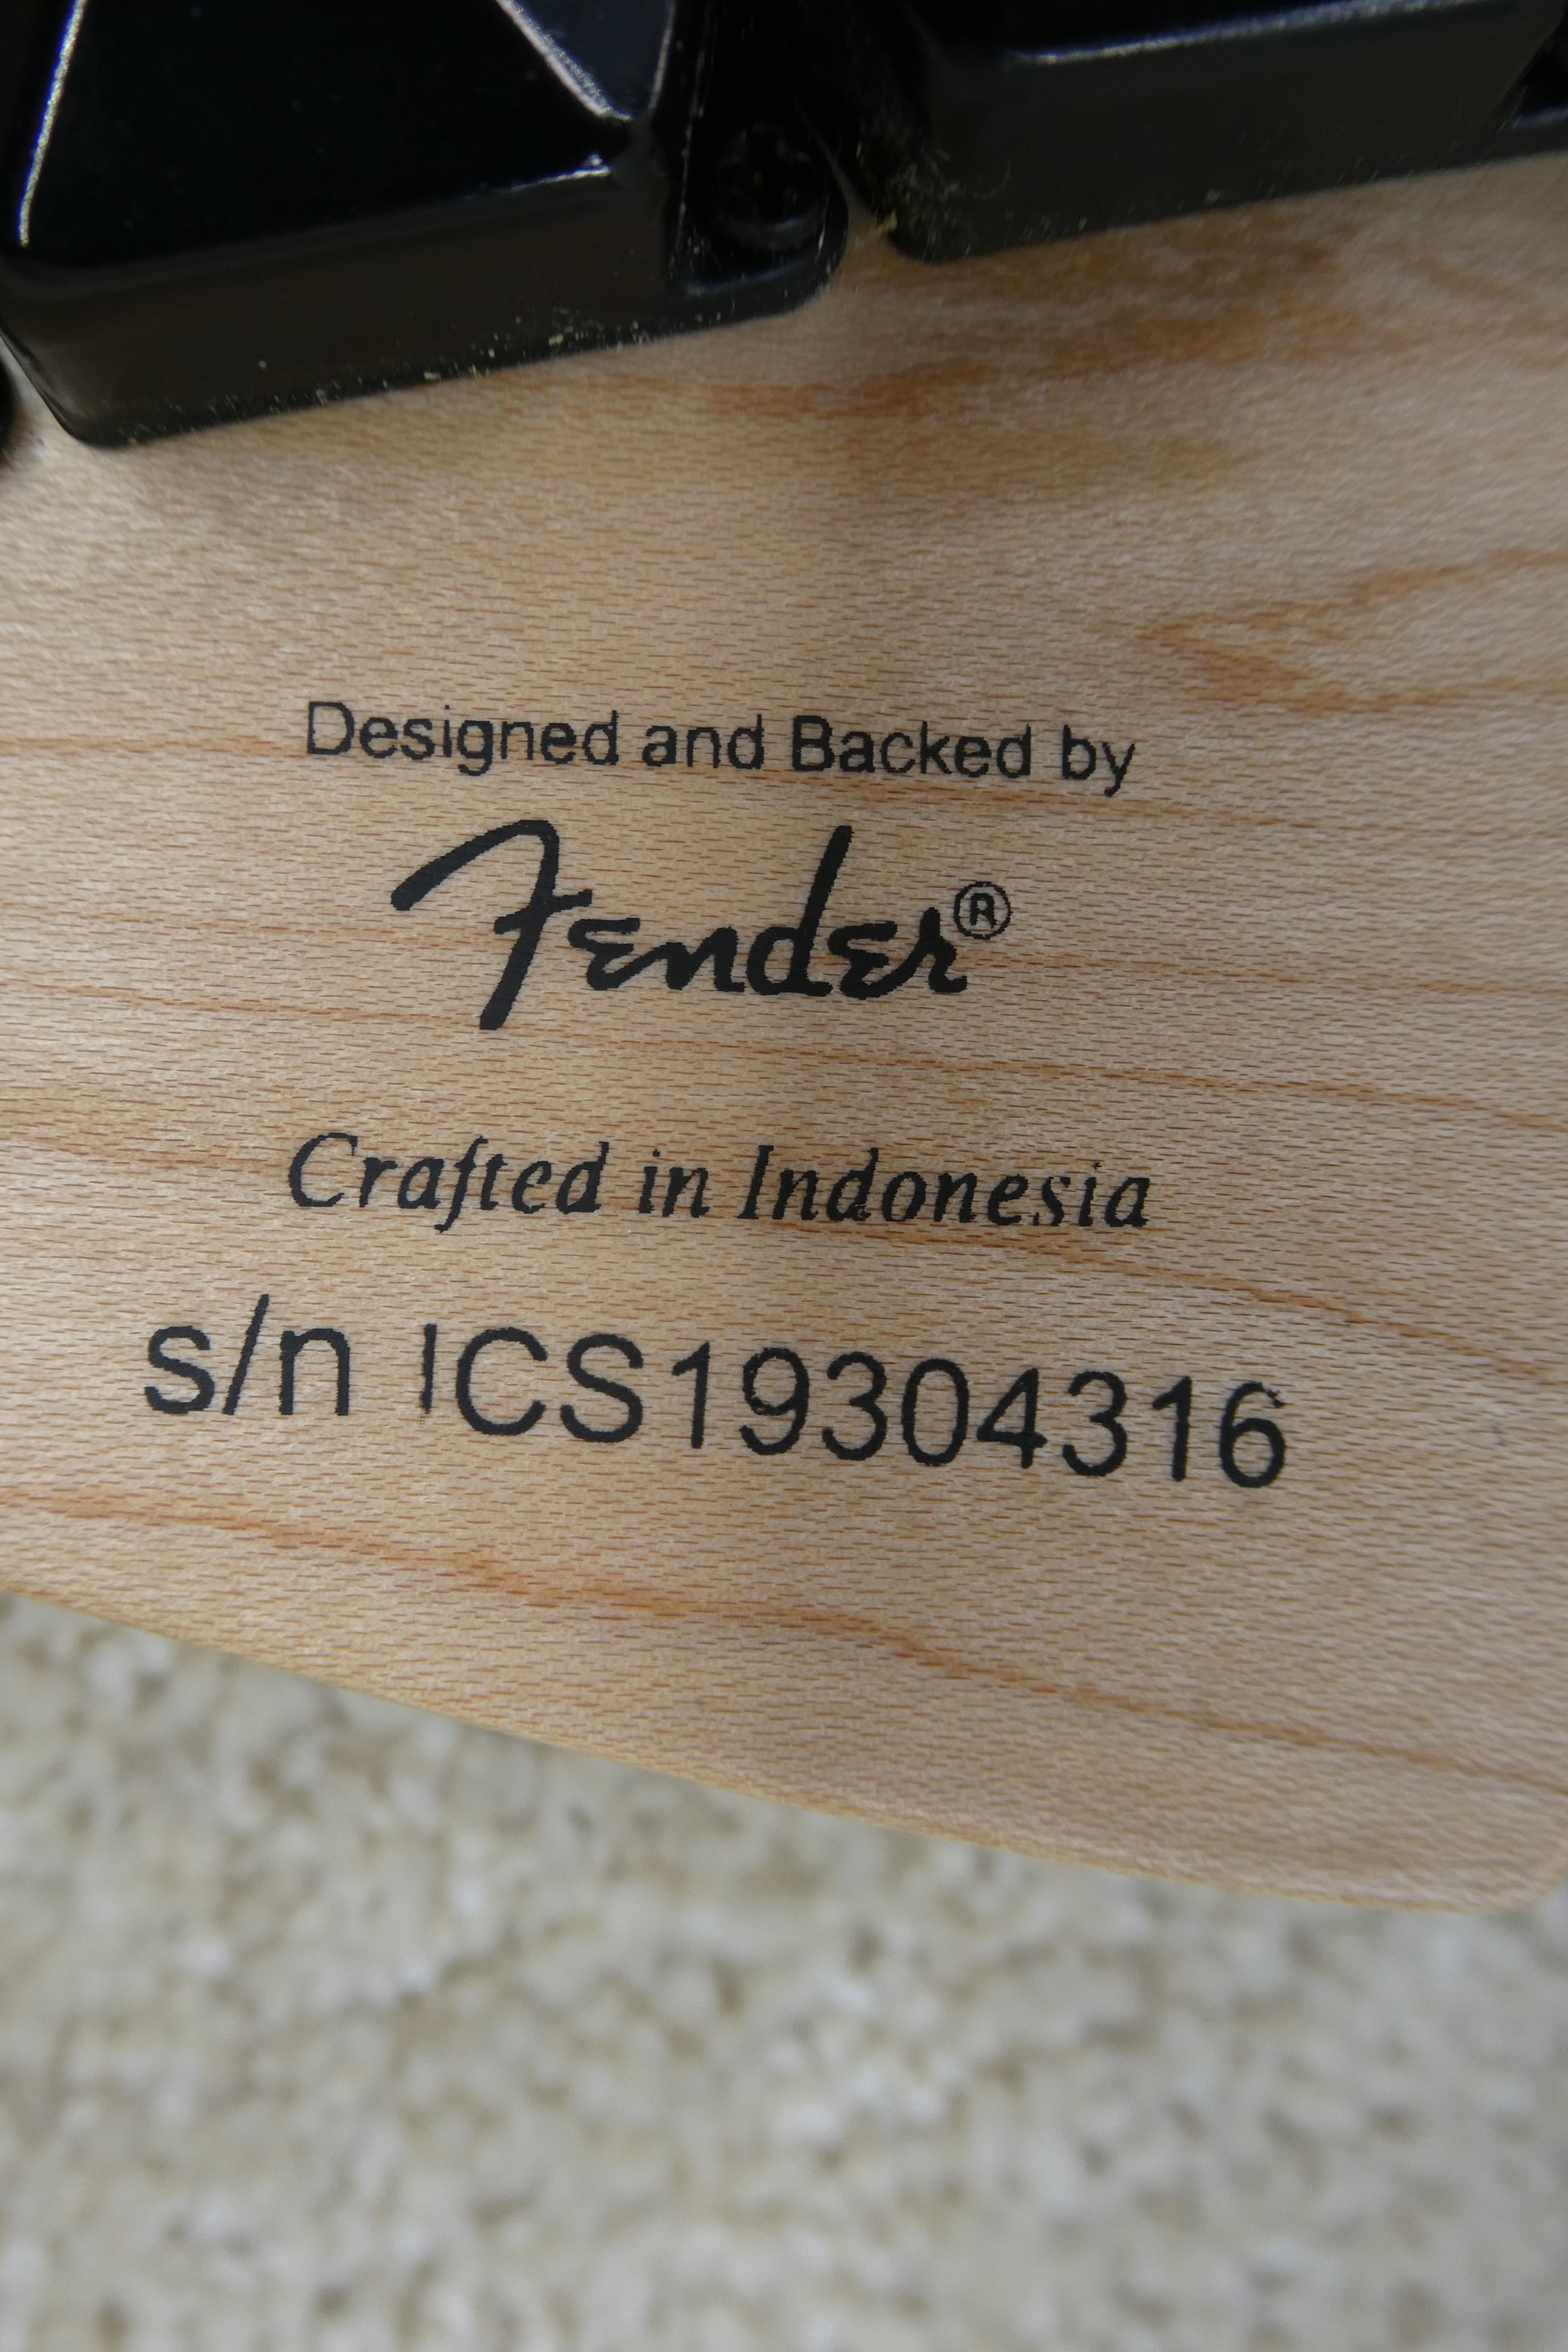 Designed and Backed by
Fender®
Crafted in Indonesia
s/n ICS19304316